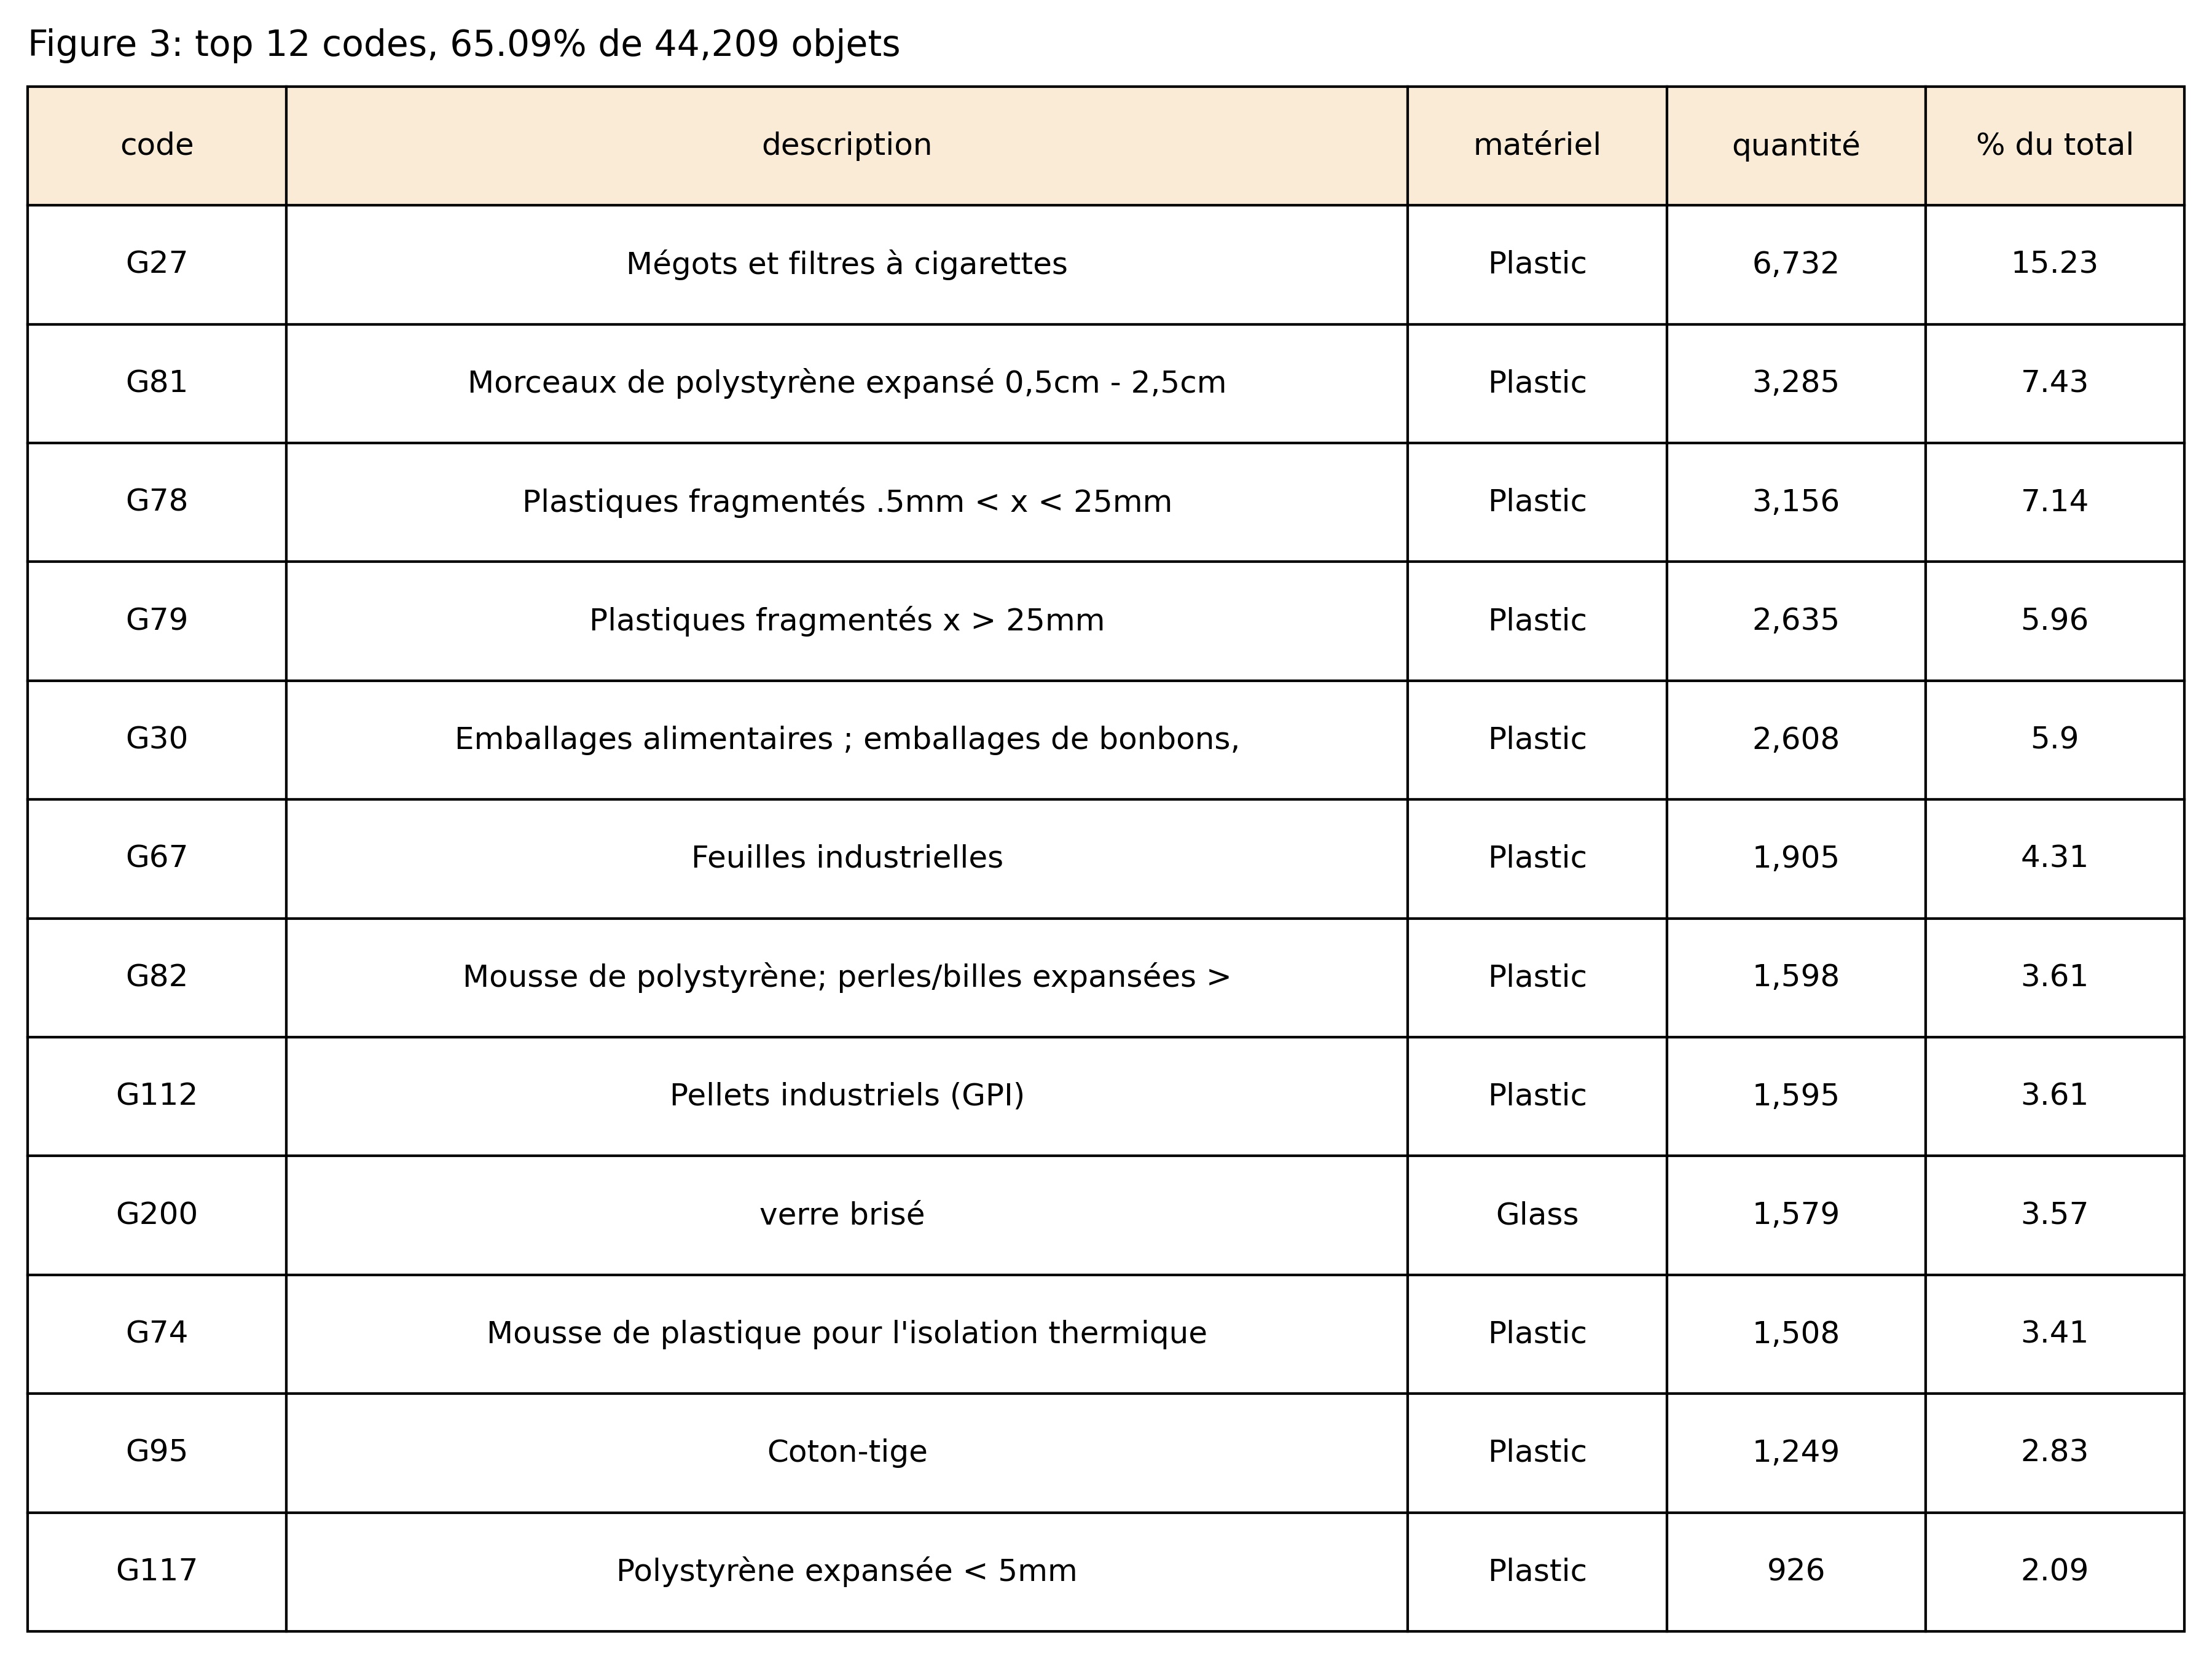 Figure 3: top 12 codes, 65.09% de 44,209 objets
code description matériel quantité % du total
G27 Mégots et filtres à cigarettes Plastic 6,732 15.23
G81 Morceaux de polystyrène expansé 0,5cm - 2,5cm Plastic 3,285 7.43
G78 Plastiques fragmentés .5mm < x < 25mm Plastic 3,156 7.14
G79 Plastiques fragmentés x > 25mm Plastic 2,635 5.96
G30 Emballages alimentaires ; emballages de bonbons, Plastic 2,608 5.9
G67 Feuilles industrielles Plastic 1,905 4.31
G82 Mousse de polystyrène; perles/billes expansées > Plastic 1,598 3.61
G112 Pellets industriels (GPI) Plastic 1,595 3.61
G200 verre brisé Glass 1,579 3.57
G74 Mousse de plastique pour l'isolation thermique Plastic 1,508 3.41
G95 Coton-tige Plastic 1,249 2.83
G117 Polystyrène expansée < 5mm Plastic 926 2.09